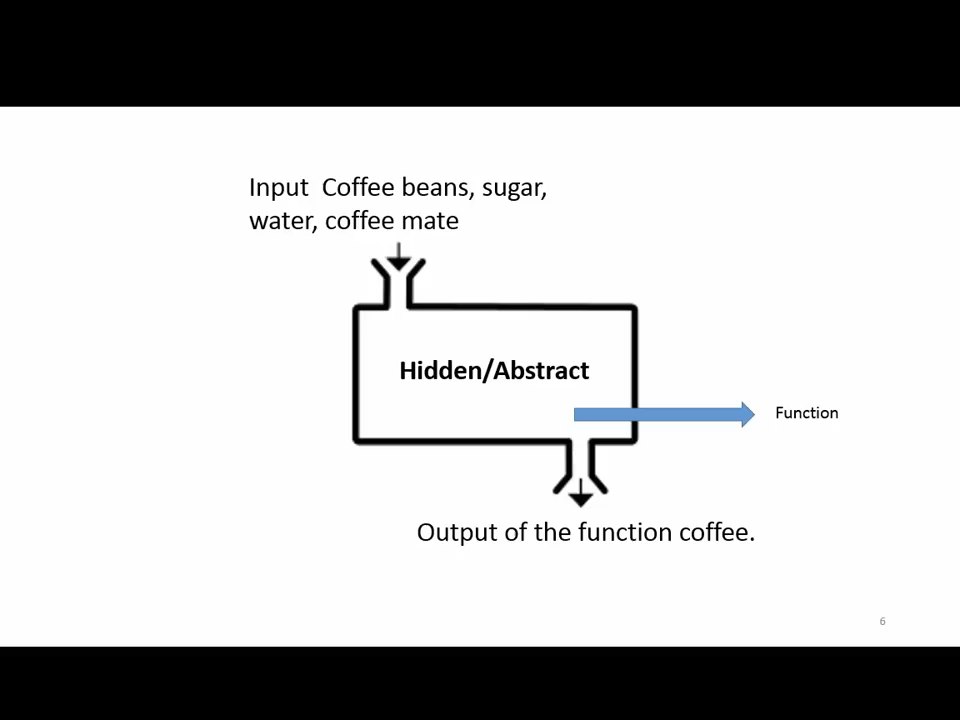 Input  Coffee beans, sugar,
water, coffee mate
Hidden/Abstract
Function
Output of the function coffee.
6